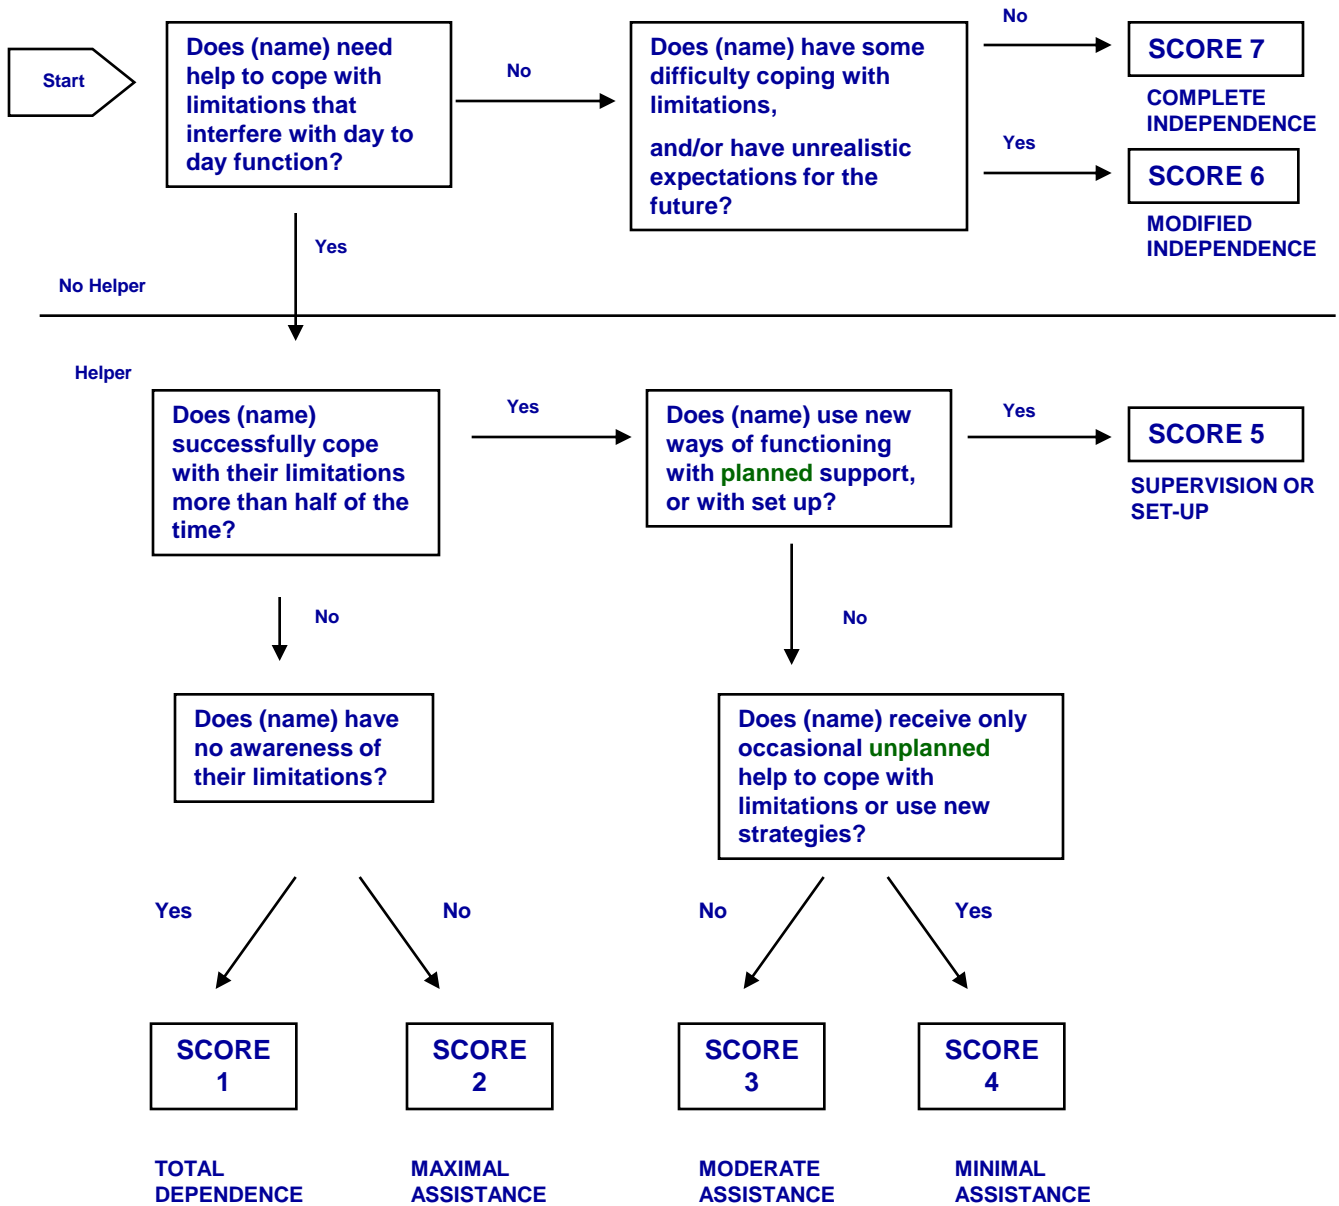 Start
Does (name) need
help to cope with
limitations that
interfere with day to
day function?
No
Does (name) have some
difficulty coping with
limitations,
and/or have unrealistic
expectations for the
future?
No
SCORE 7
COMPLETE
INDEPENDENCE
Yes
SCORE 6
MODIFIED
INDEPENDENCE
Yes
No Helper
Helper
Does (name)
successfully cope
with their limitations
more than half of the
time?
Yes
Does (name) use new
ways of functioning
with planned support,
or with set up?
Yes
SCORE 5
SUPERVISION OR
SET-UP
No
No
Does (name) have
no awareness of
their limitations?
Does (name) receive only
occasional unplanned
help to cope with
limitations or use new
strategies?
Yes
No
No
Yes
SCORE
1
SCORE
2
SCORE
3
SCORE
4
TOTAL
DEPENDENCE
MAXIMAL
ASSISTANCE
MODERATE
ASSISTANCE
MINIMAL
ASSISTANCE